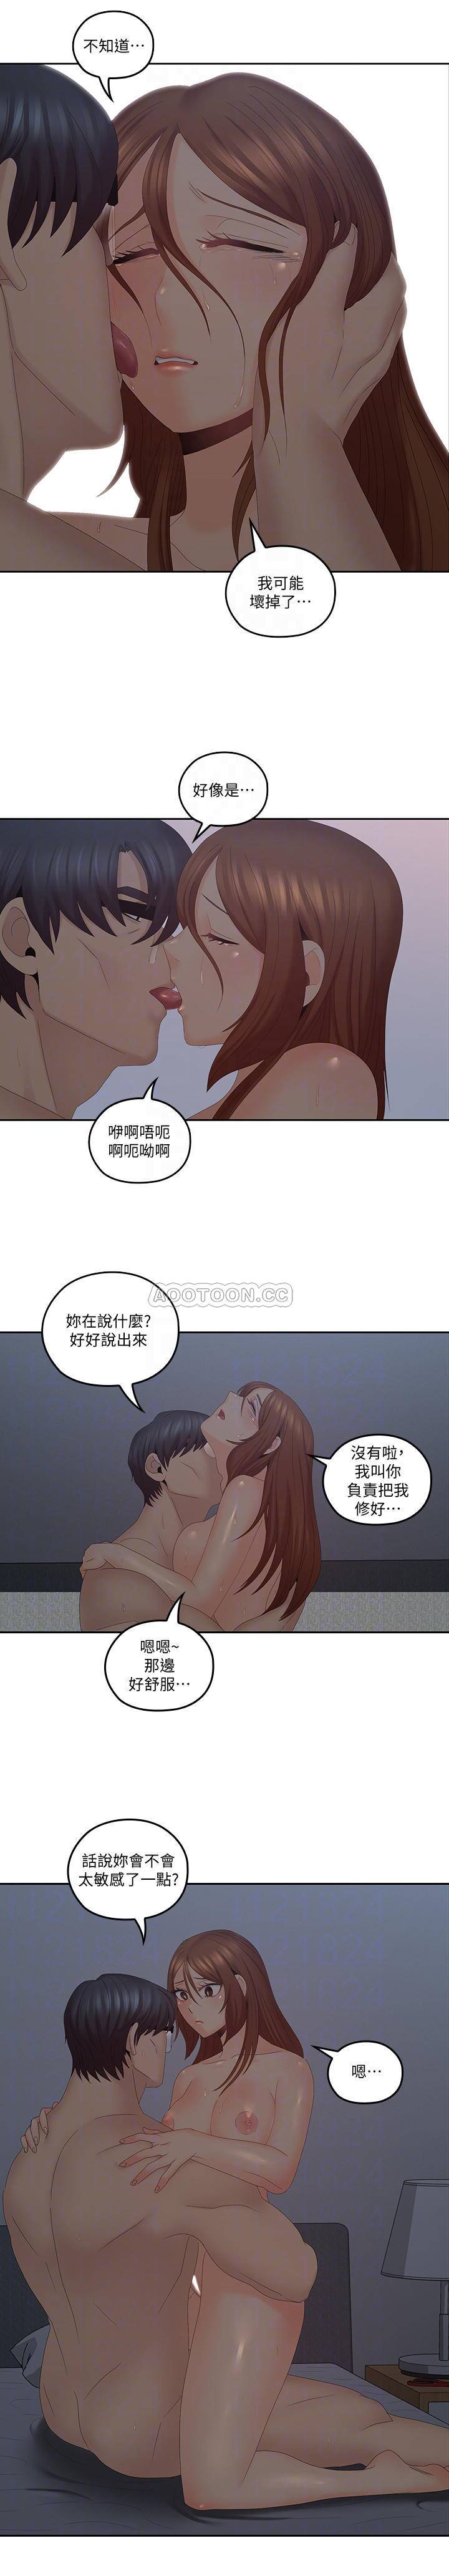 不知道…
我可能
壞掉了…
好像是…
咿啊唔呃
啊呃呦啊
AOOTOON.CC
妳在說什麼?
好好說出來
沒有啦，
我叫你
負責把我
修好…
嗯嗯~
那邊
好舒服…
話說妳會不會
太敏感了一點?
嗯…